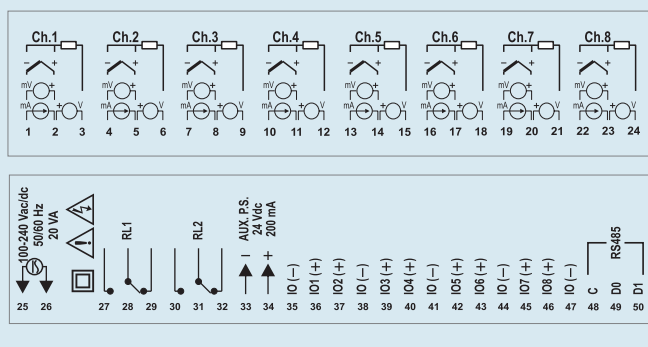 Ch.1 Ch.2 Ch.3 Ch.4 Ch.5 Ch.6 Ch.7 Ch.8
− + − + − + − + − + − + − + − +
mV + mV + mV + mV + mV + mV + mV + mV +
mA + V mA + V mA + V mA + V mA + V mA + V mA + V mA + V
1 2 3 4 5 6 7 8 9 10 11 12 13 14 15 16 17 18 19 20 21 22 23 24
100-240 Vac/dc
50/60 Hz
20 VA
RL1
RL2
AUX. P.S.
24 Vdc
200 mA
− +
IO (−)
IO1 (+)
IO2 (+)
IO (−)
IO3 (+)
IO4 (+)
IO (−)
IO5 (+)
IO6 (+)
IO (−)
IO7 (+)
IO8 (+)
IO (−)
RS485
C
D0
D1
25 26 27 28 29 30 31 32 33 34 35 36 37 38 39 40 41 42 43 44 45 46 47 48 49 50